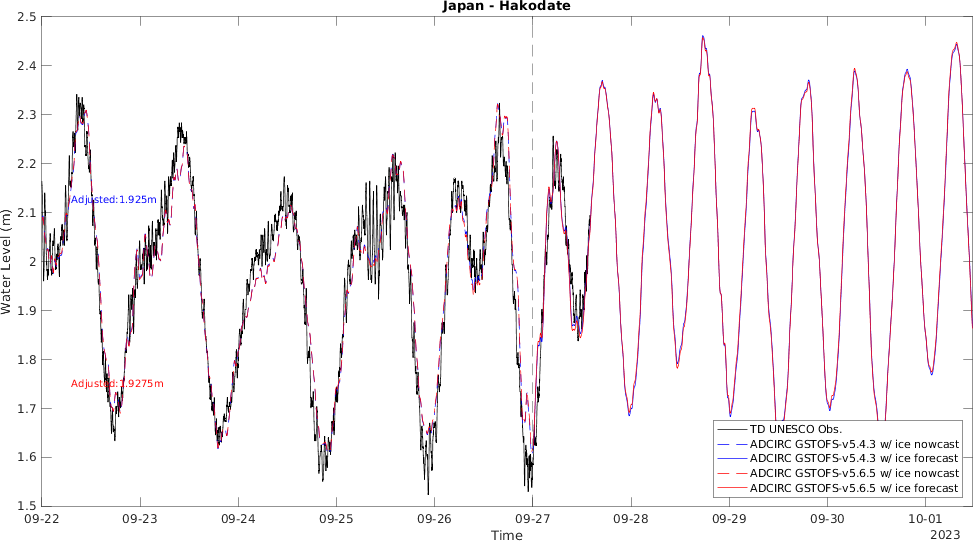 Japan - Hakodate
2.5
2.4
2.3
2.2
2.1
2
1.9
1.8
1.7
1.6
1.5
Water Level (m)
Adjusted:1.925m
Adjusted:1.9275m
TD UNESCO Obs.
ADCIRC GSTOFS-v5.4.3 w/ ice nowcast
ADCIRC GSTOFS-v5.4.3 w/ ice forecast
ADCIRC GSTOFS-v5.6.5 w/ ice nowcast
ADCIRC GSTOFS-v5.6.5 w/ ice forecast
09-22 09-23 09-24 09-25 09-26 09-27 09-28 09-29 09-30 10-01
Time
2023